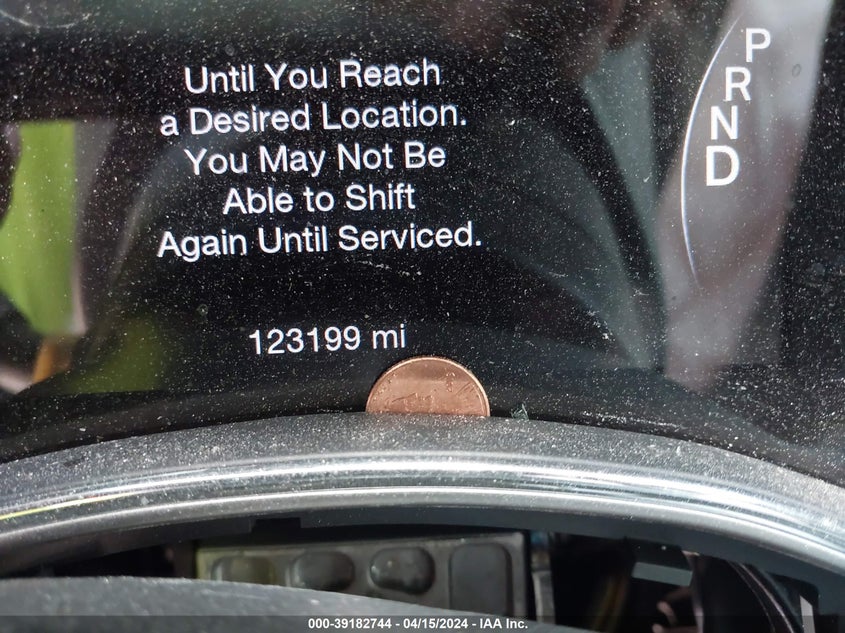 Until You Reach
a Desired Location.
You May Not Be
Able to Shift
Again Until Serviced.
P
R
N
D
123199 mi
000-39182744 - 04/15/2024 - IAA Inc.